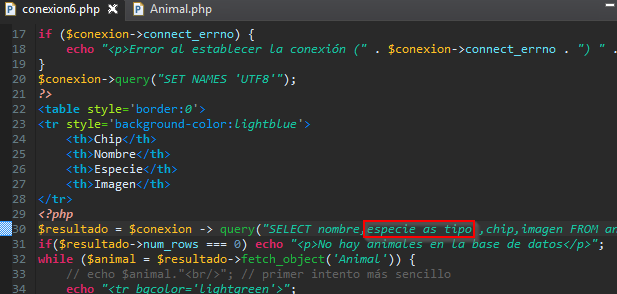 conexion6.php Animal.php
17 if ($conexion->connect_errno) {
18 echo "<p>Error al establecer la conexión (" . $conexion->connect_errno . ") " .
19 }
20 $conexion->query("SET NAMES 'UTF8'");
21 ?>
22 <table style='border:0'>
23 <tr style='background-color:lightblue'>
24 <th>Chip</th>
25 <th>Nombre</th>
26 <th>Especie</th>
27 <th>Imagen</th>
28 </tr>
29 <?php
30 $resultado = $conexion -> query("SELECT nombre,especie as tipo ,chip,imagen FROM an
31 if($resultado->num_rows === 0) echo "<p>No hay animales en la base de datos</p>";
32 while ($animal = $resultado->fetch_object('Animal')) {
33 // echo $animal."<br/>"; // primer intento más sencillo
34 echo "<tr bgcolor='lightgreen'>";